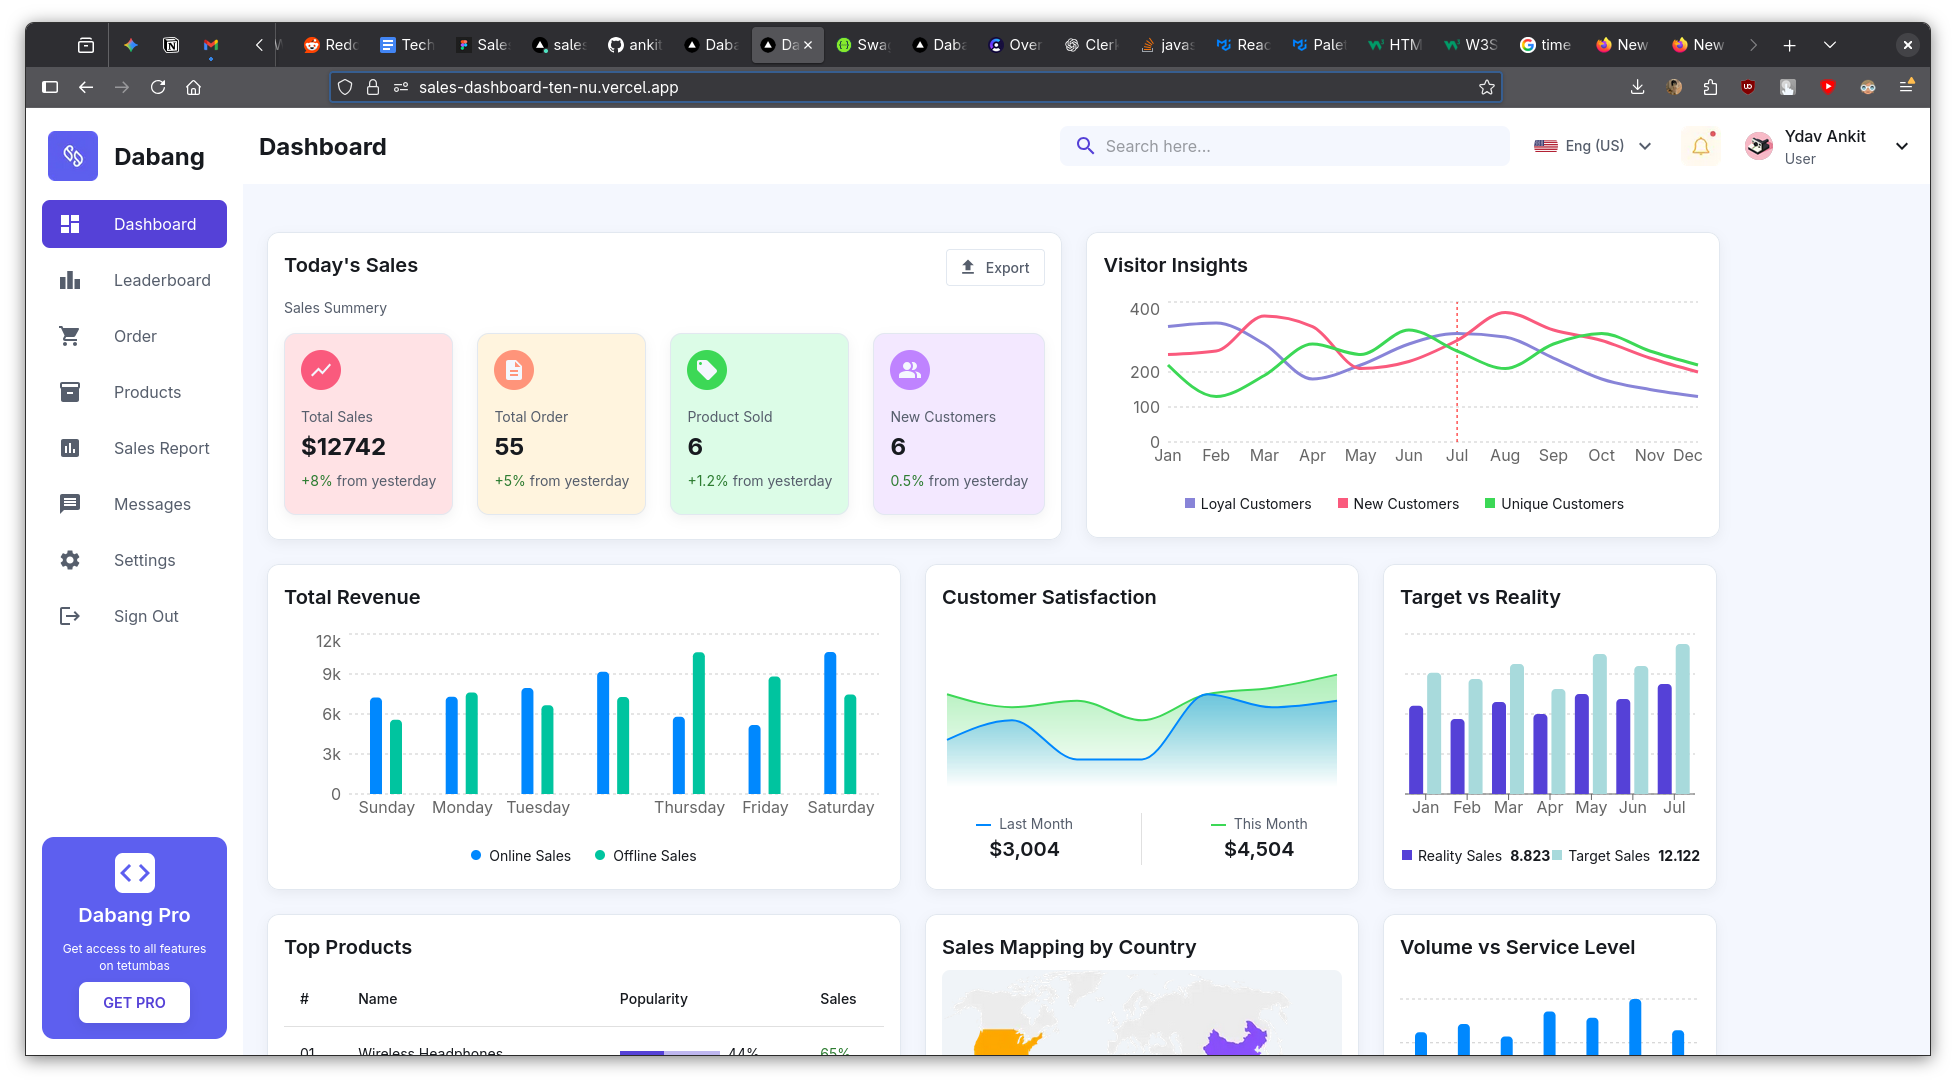 Redd
Tech
Sales
sales
ankit
Daba
Da
Swa
Daba
Over
Clerk
javas
Reac
Palet
HTM
W3S
time
New
New
sales-dashboard-ten-nu.vercel.app
Dabang
Dashboard
Search here...
Eng (US)
Ydav Ankit
User
Dashboard
Leaderboard
Order
Products
Sales Report
Messages
Settings
Sign Out
Dabang Pro
Get access to all features
on tetumbas
GET PRO
Today's Sales
Export
Sales Summery
Total Sales
$12742
+8% from yesterday
Total Order
55
+5% from yesterday
Product Sold
6
+1.2% from yesterday
New Customers
6
0.5% from yesterday
Visitor Insights
400
200
100
0
Jan Feb Mar Apr May Jun Jul Aug Sep Oct Nov Dec
Loyal Customers New Customers Unique Customers
Total Revenue
12k
9k
6k
3k
0
Sunday Monday Tuesday Thursday Friday Saturday
Online Sales Offline Sales
Customer Satisfaction
Last Month
$3,004
This Month
$4,504
Target vs Reality
Jan Feb Mar Apr May Jun Jul
Reality Sales 8.823 Target Sales 12.122
Top Products
# Name Popularity Sales
01 Wireless Headphones 44% 65%
Sales Mapping by Country
Volume vs Service Level